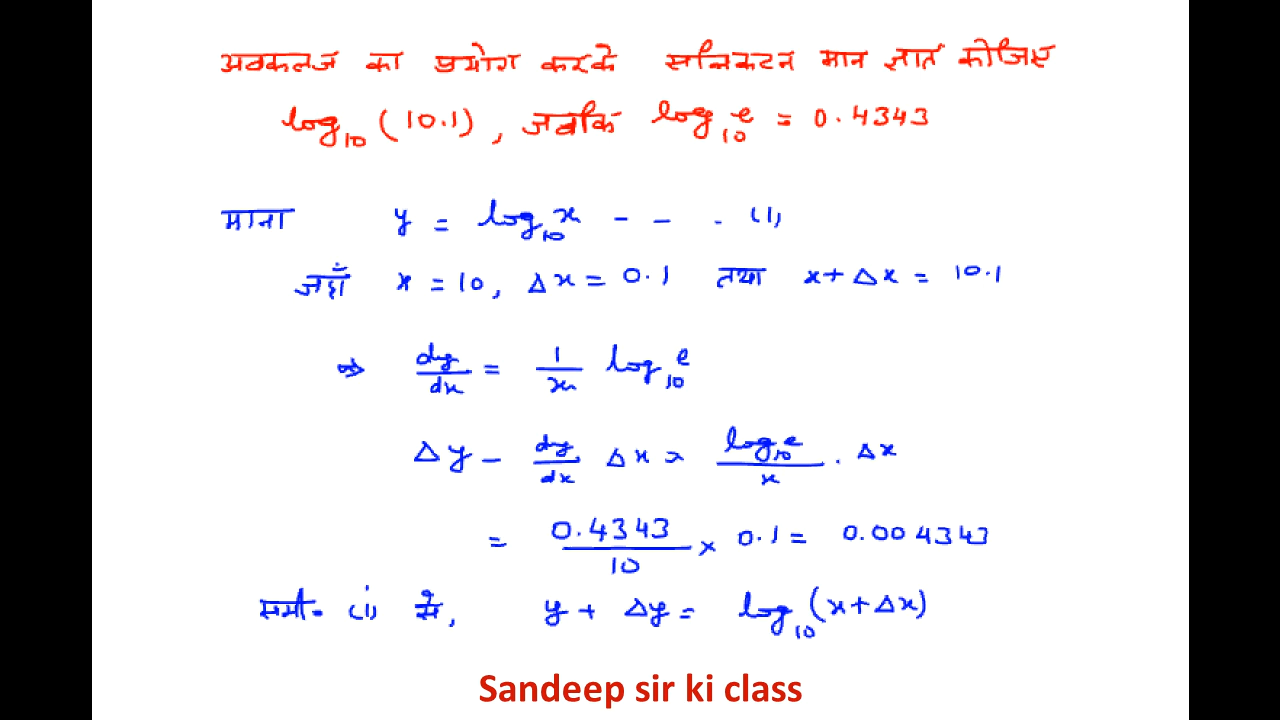 अवकलज का प्रयोग करके सन्निकटन मान ज्ञात कीजिए
log₁₀(10.1), जबकि log₁₀e = 0.4343
माना y = log₁₀x - - - (1)
जहाँ x = 10, Δx = 0.1 तथा x + Δx = 10.1
⇒ dy/dx = 1/x log₁₀e
Δy = dy/dx Δx = log₁₀e/x . Δx
= 0.4343/10 × 0.1 = 0.004343
समी॰ (1) से, y + Δy = log₁₀(x + Δx)
Sandeep sir ki class